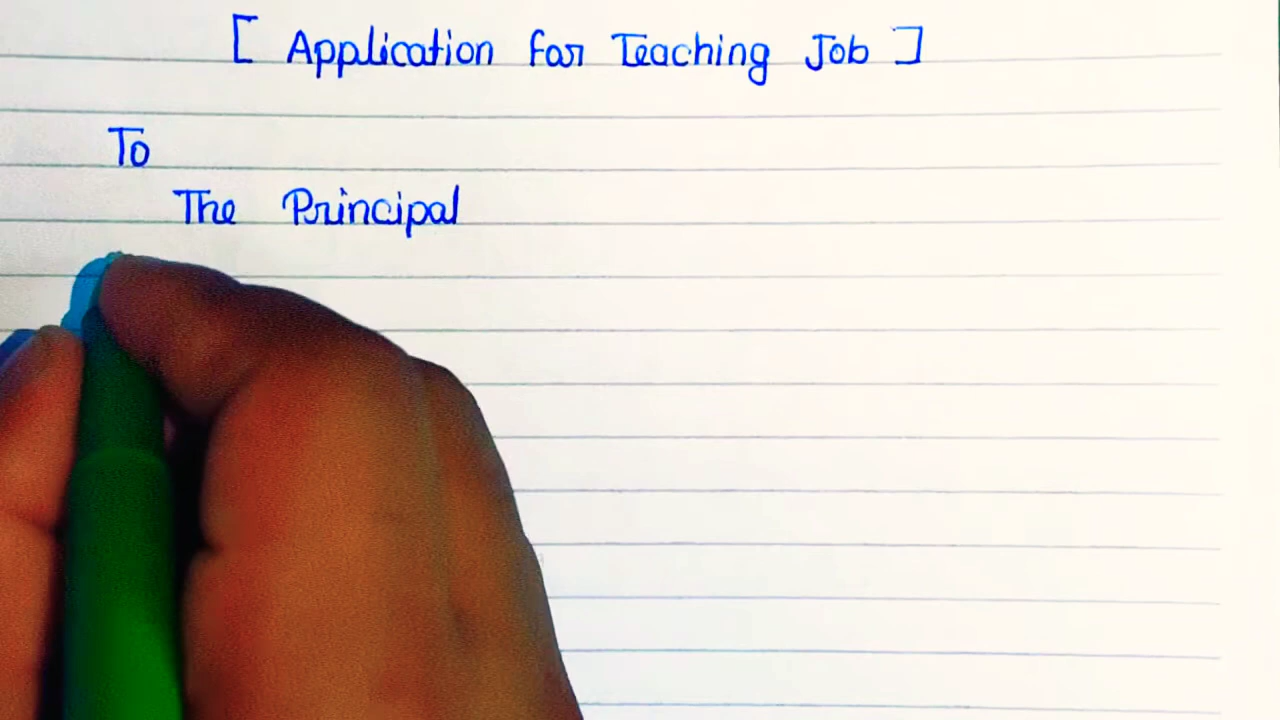 [ Application for Teaching Job ]
To
The Principal